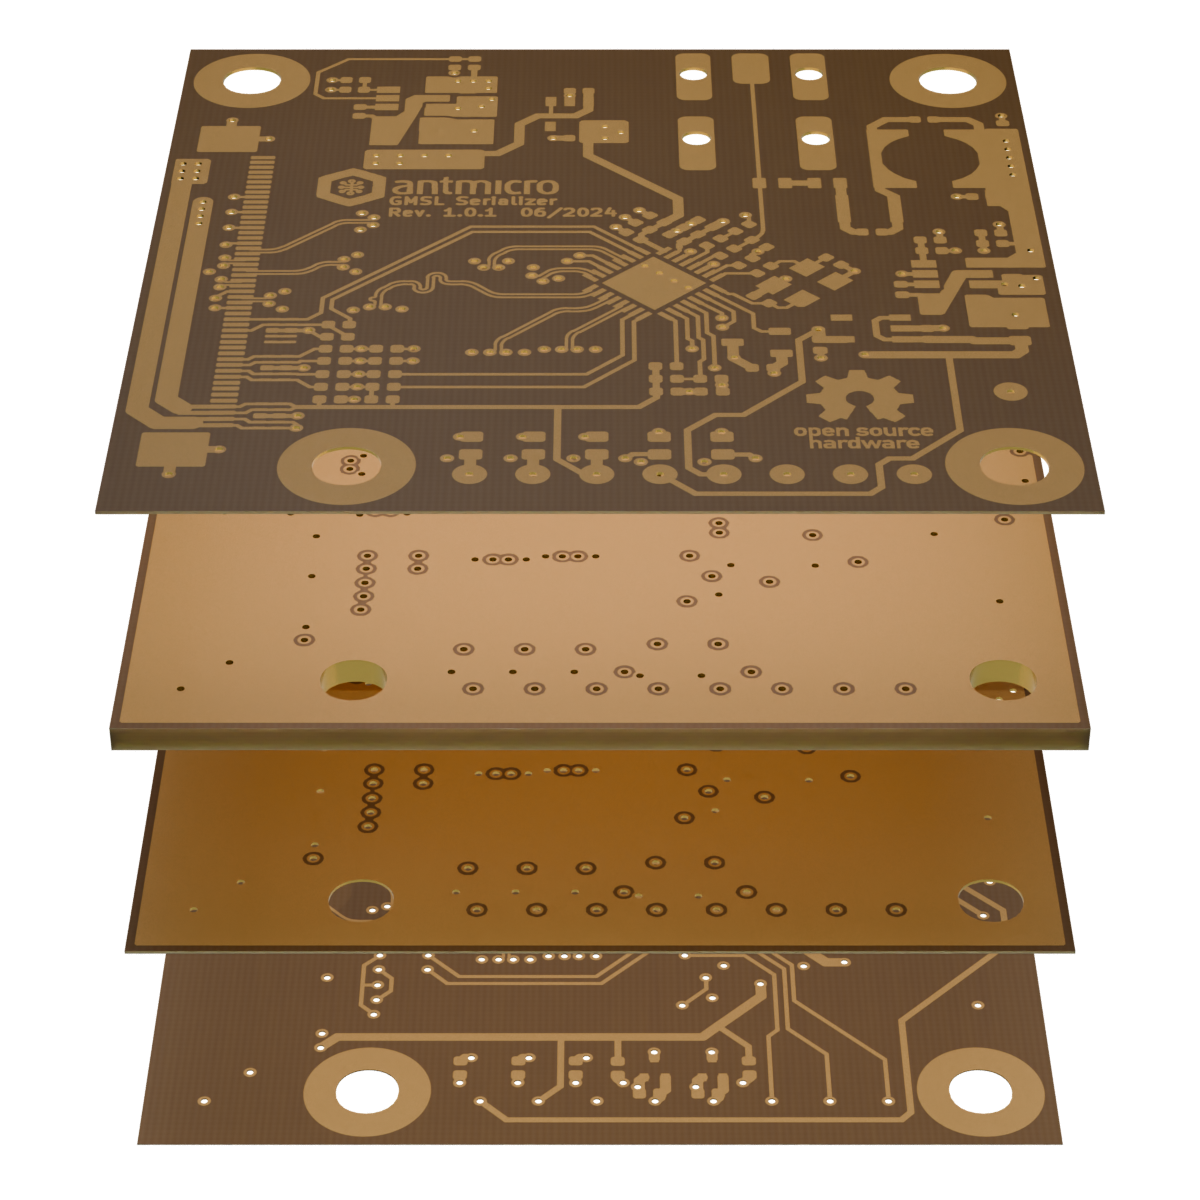 antmicro
GMSL Serializer
Rev. 1.0.1 06/2024
open source
hardware